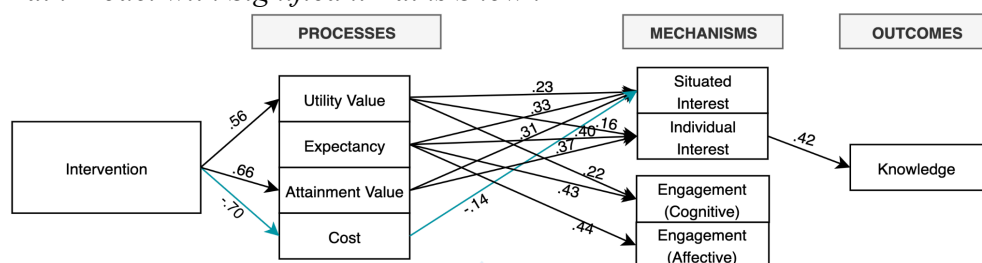 PROCESSES
MECHANISMS
OUTCOMES
Intervention
.56
.66
-.70
Utility Value
Expectancy
Attainment Value
Cost
.23
.33
.31
.40
.16
.37
.22
.43
-.14
.44
Situated
Interest
Individual
Interest
Engagement
(Cognitive)
Engagement
(Affective)
.42
Knowledge